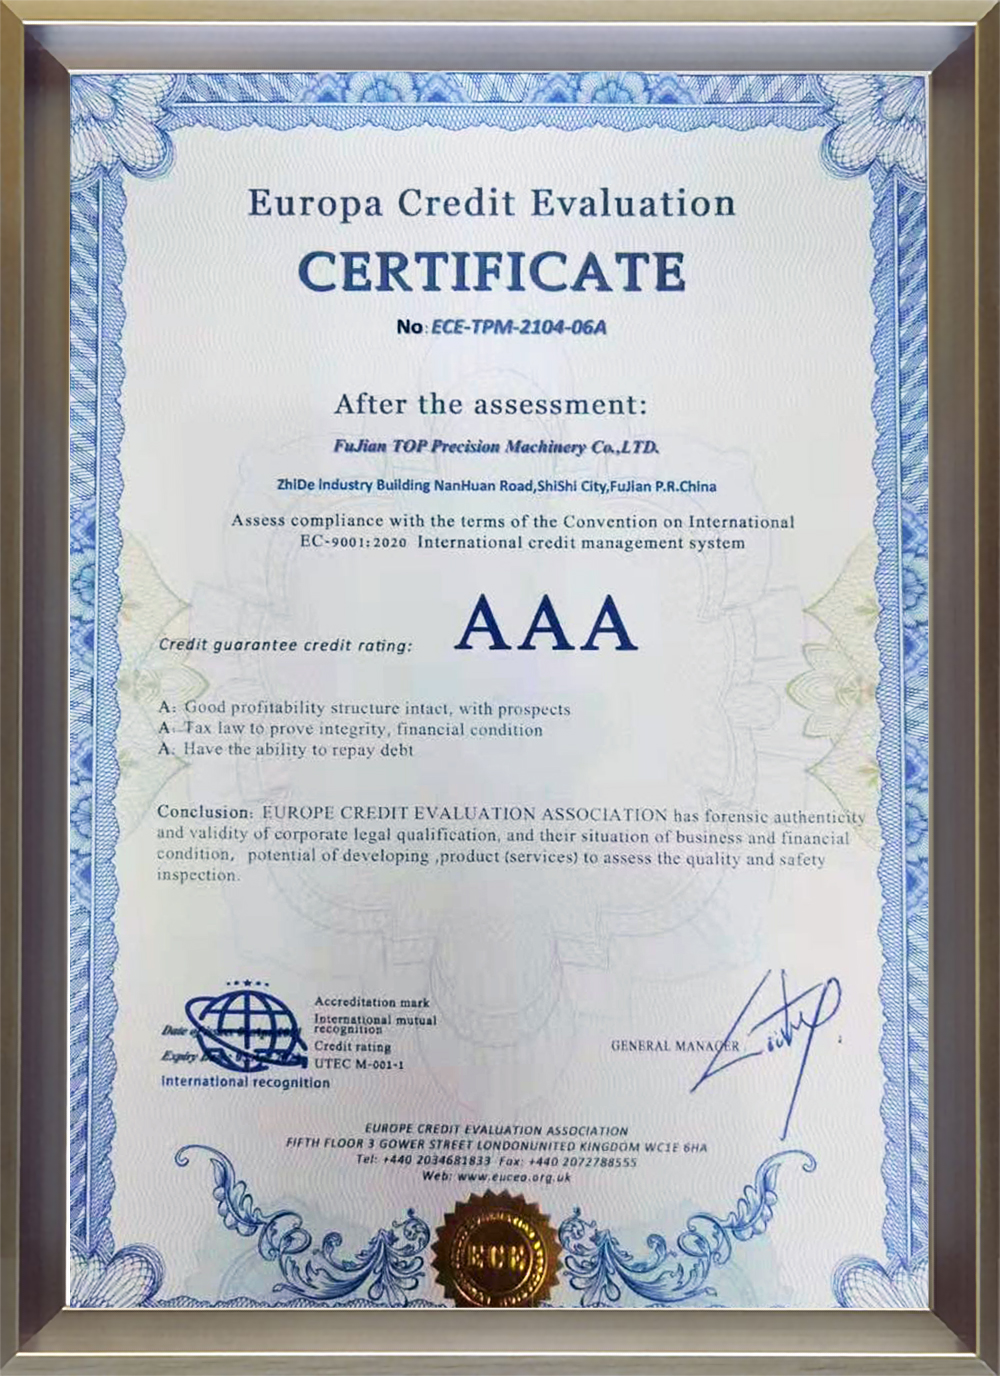 Europa Credit Evaluation
CERTIFICATE
No:ECE-TPM-2104-06A
After the assessment:
FuJian TOP Precision Machinery Co.,LTD.
ZhiDe Industry Building NanHuan Road,ShiShi City,FuJian P.R.China
Assess compliance with the terms of the Convention on International
EC-9001:2020 International credit management system
Credit guarantee credit rating: AAA
A: Good profitability structure intact, with prospects
A: Tax law to prove integrity, financial condition
A: Have the ability to repay debt
Conclusion: EUROPE CREDIT EVALUATION ASSOCIATION has forensic authenticity
and validity of corporate legal qualification, and their situation of business and financial
condition, potential of developing ,product (services) to assess the quality and safety
inspection.
Accreditation mark
International mutual
recognition
Credit rating
UTEC M-001-1
Date
Expiry
International recognition
GENERAL MANAGER
EUROPE CREDIT EVALUATION ASSOCIATION
FIFTH FLOOR 3 GOWER STREET LONDONUNITED KINGDOM WC1E 6HA
Tel: +440 2034681833 Fax: +440 2072788555
Web: www.euceo.org.uk
ECE